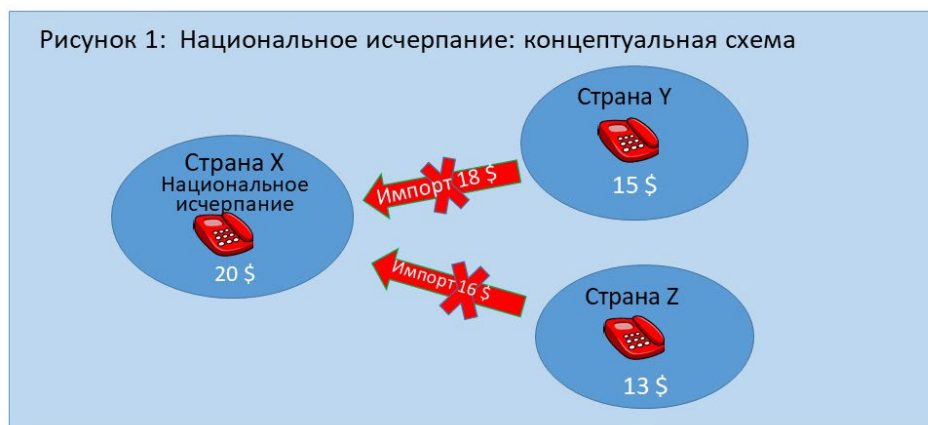 Рисунок 1: Национальное исчерпание: концептуальная схема
Страна Y
15 $
Страна X
Национальное
исчерпание
20 $
Импорт 18 $
Импорт 16 $
Страна Z
13 $